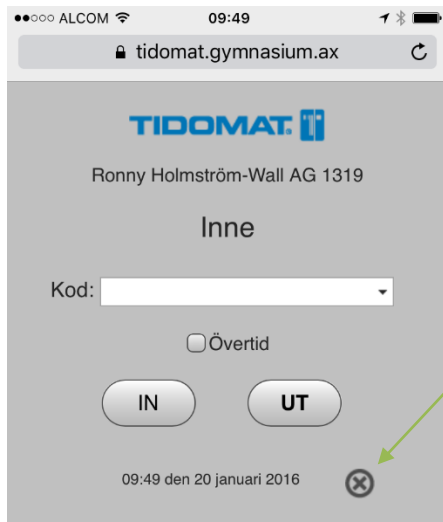 ALCOM 09:49
tidomat.gymnasium.ax
TIDOMAT.
Ronny Holmström-Wall AG 1319
Inne
Kod:
Övertid
IN UT
09:49 den 20 januari 2016